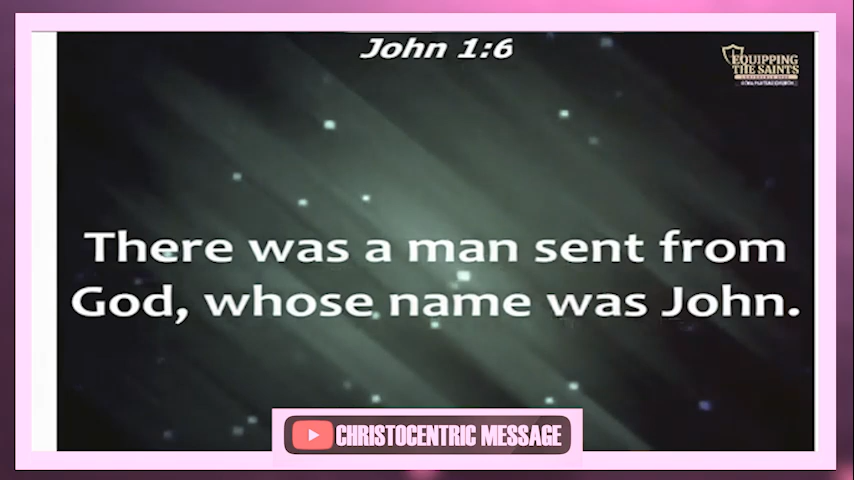 John 1:6
EQUIPPING
THE SAINTS
There was a man sent from
God, whose name was John.
CHRISTOCENTRIC MESSAGE